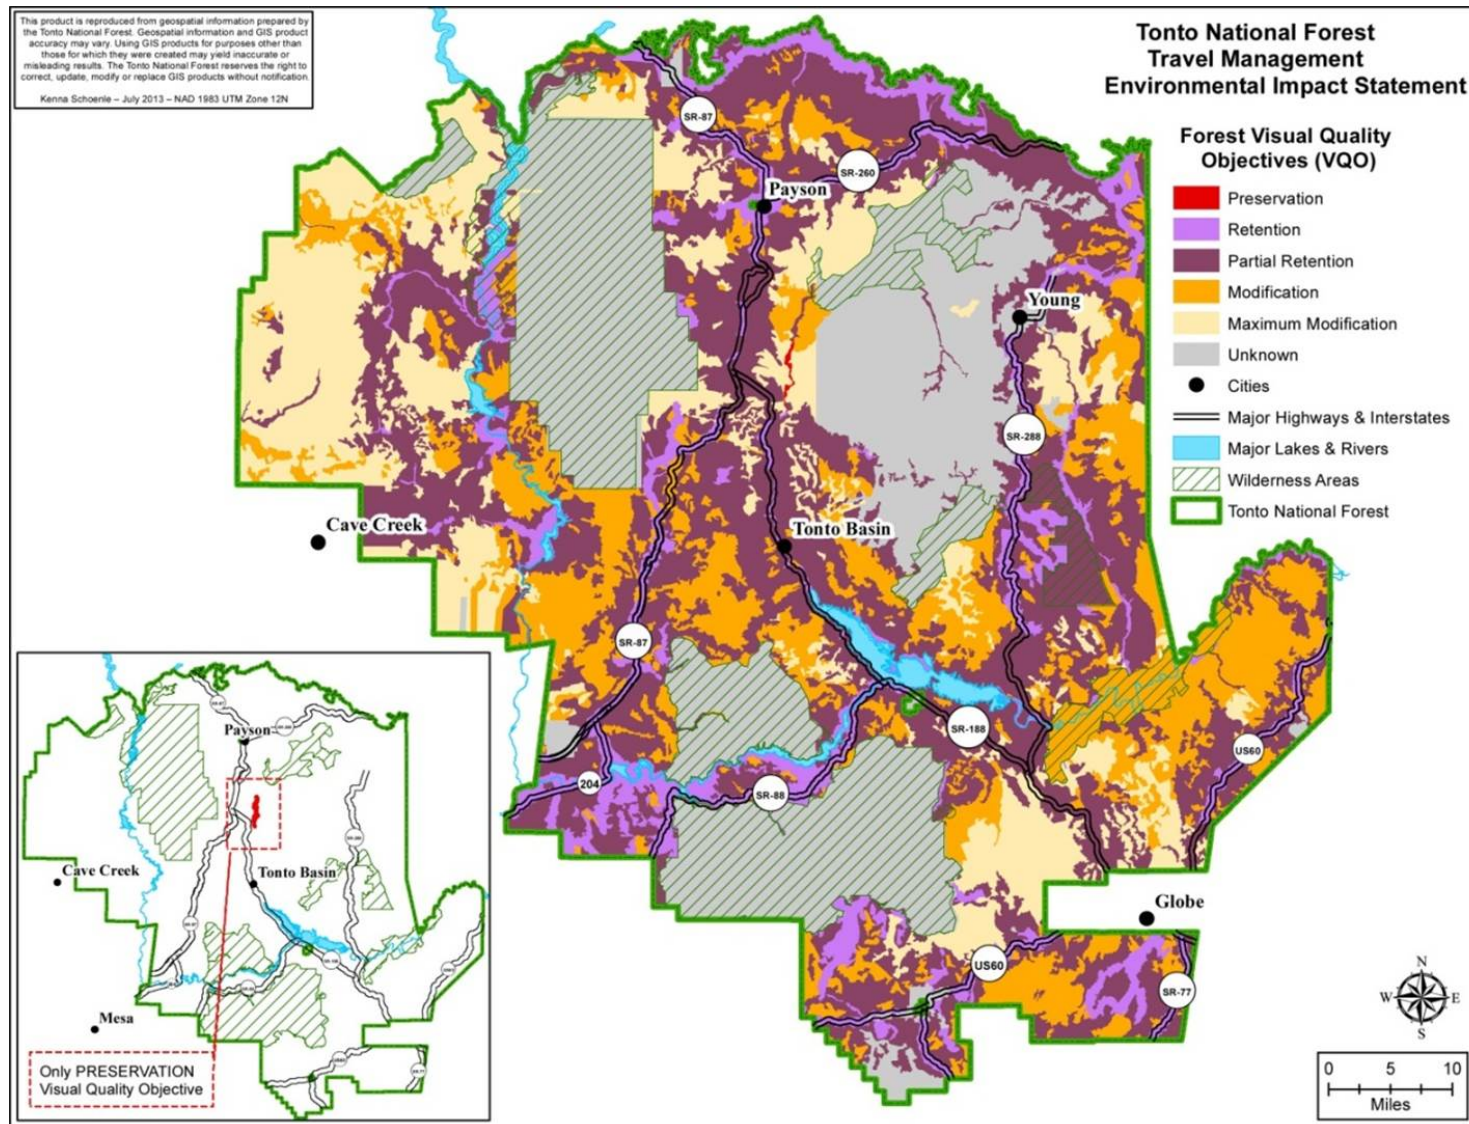 This product is reproduced from geospatial information prepared by
the Tonto National Forest. Geospatial information and GIS product
accuracy may vary. Using GIS products for purposes other than
those for which they were created may yield inaccurate or
misleading results. The Tonto National Forest reserves the right to
correct, update, modify or replace GIS products without notification.
Kenna Schoenle – July 2013 – NAD 1983 UTM Zone 12N
Tonto National Forest
Travel Management
Environmental Impact Statement
Forest Visual Quality
Objectives (VQO)
Preservation
Retention
Partial Retention
Modification
Maximum Modification
Unknown
Cities
Major Highways & Interstates
Major Lakes & Rivers
Wilderness Areas
Tonto National Forest
SR-87
SR-260
Payson
Young
SR-288
Cave Creek
Tonto Basin
SR-87
SR-188
US60
204
SR-88
Globe
US60
SR-77
Payson
Cave Creek
Tonto Basin
Mesa
Only PRESERVATION
Visual Quality Objective
N
W E
S
0 5 10
Miles